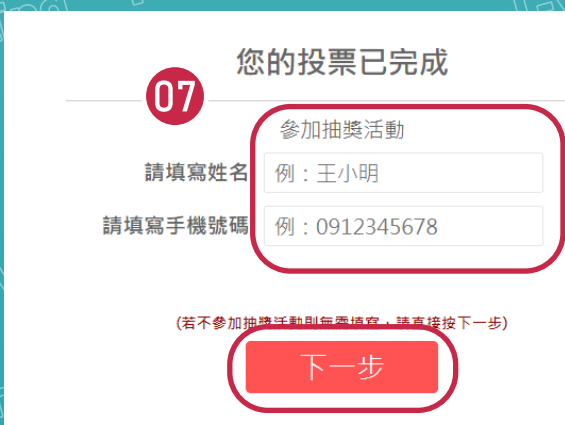 您的投票已完成
07
參加抽獎活動
請填寫姓名 例：王小明
請填寫手機號碼 例：0912345678
(若不參加抽獎活動則無需填寫，請直接按下一步)
下一步